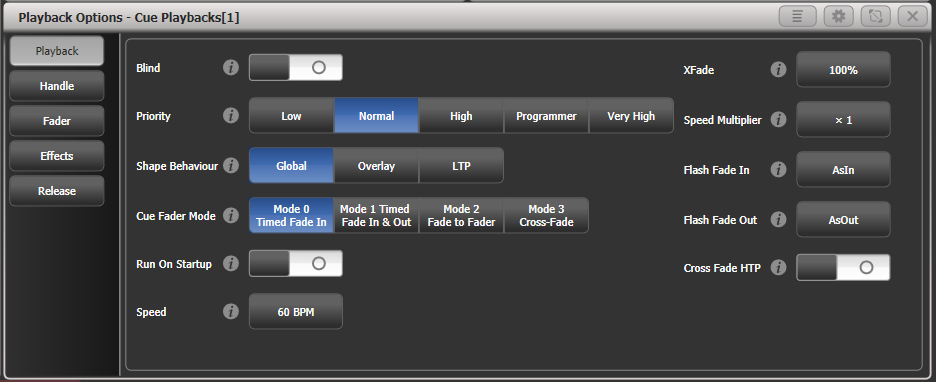 Playback Options - Cue Playbacks[1]
Playback
Handle
Fader
Effects
Release
Blind
Priority
Low
Normal
High
Programmer
Very High
Shape Behaviour
Global
Overlay
LTP
Cue Fader Mode
Mode 0
Timed Fade In
Mode 1 Timed
Fade In & Out
Mode 2
Fade to Fader
Mode 3
Cross-Fade
Run On Startup
Speed
60 BPM
XFade
100%
Speed Multiplier
× 1
Flash Fade In
AsIn
Flash Fade Out
AsOut
Cross Fade HTP